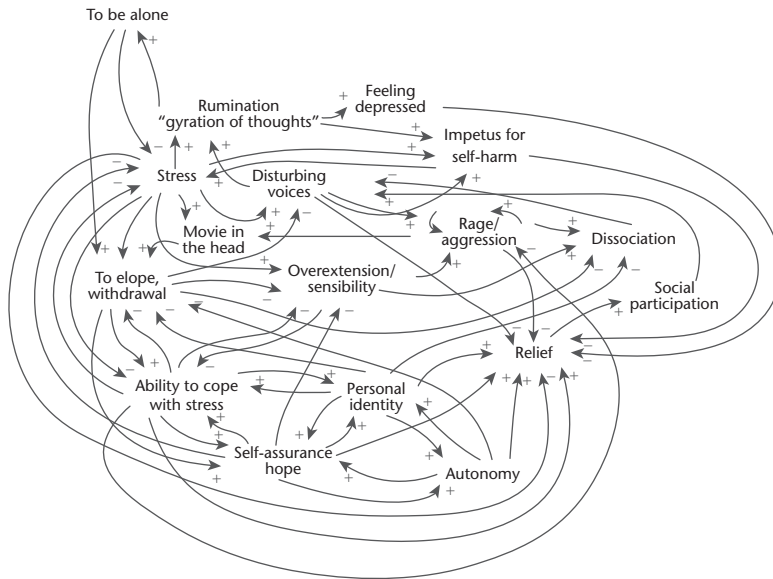 To be alone
Feeling
depressed
Rumination
“gyration of thoughts”
Impetus for
self-harm
Stress
Disturbing
voices
Movie in
the head
Rage/
aggression
Dissociation
To elope,
withdrawal
Overextension/
sensibility
Social
participation
Relief
Ability to cope
with stress
Personal
identity
Self-assurance
hope
Autonomy